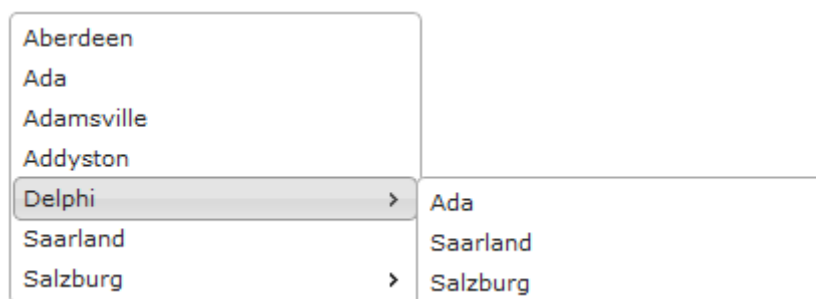 Aberdeen
Ada
Adamsville
Addyston
Delphi
Saarland
Salzburg
Ada
Saarland
Salzburg